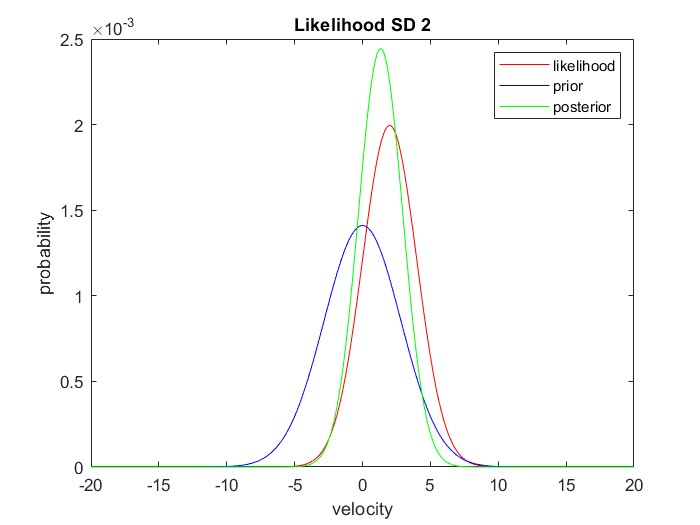 Likelihood SD 2
×10-3
2.5
2
1.5
1
0.5
0
probability
likelihood
prior
posterior
-20 -15 -10 -5 0 5 10 15 20
velocity